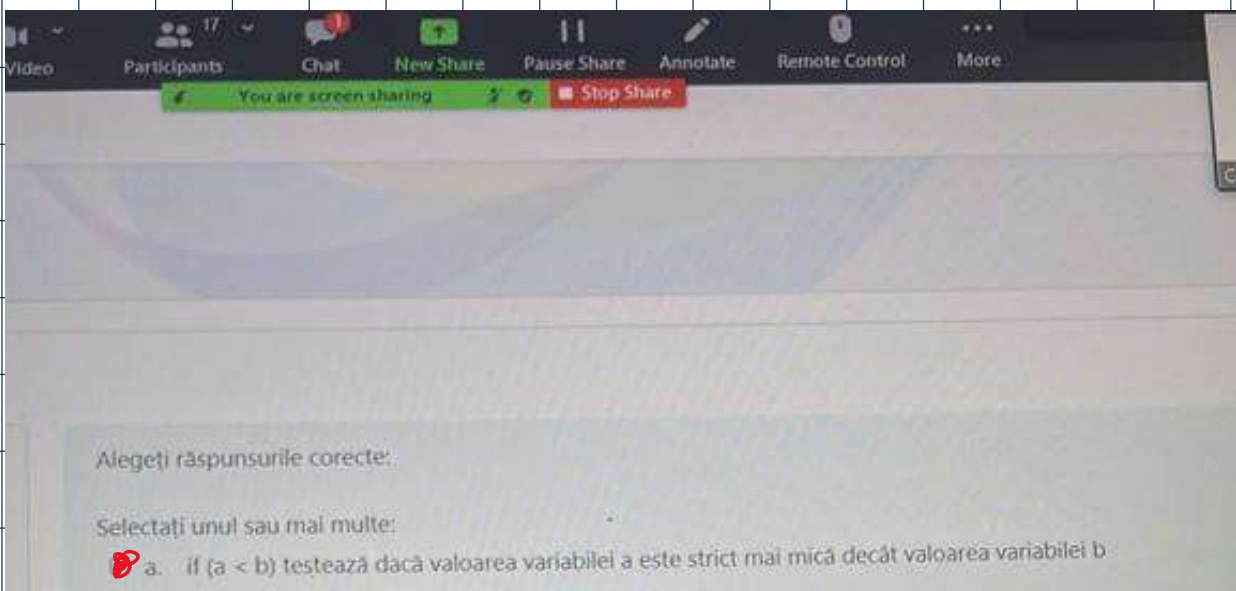 Video
Participants
17
Chat
1
New Share
Pause Share
Annotate
Remote Control
More
You are screen sharing
Stop Share
C
Alegeți răspunsurile corecte:
Selectați unul sau mai multe:
a. if (a < b) testează dacă valoarea variabilei a este strict mai mică decât valoarea variabilei b